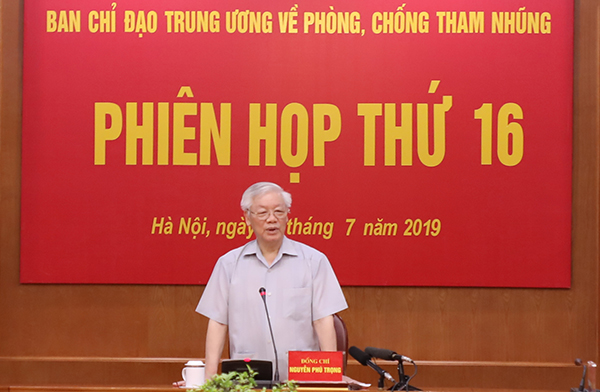 BAN CHỈ ĐẠO TRUNG ƯƠNG VỀ PHÒNG, CHỐNG THAM NHŨNG
PHIÊN HỌP THỨ 16
Hà Nội, ngày tháng 7 năm 2019
ĐỒNG CHÍ
NGUYỄN PHÚ TRỌNG